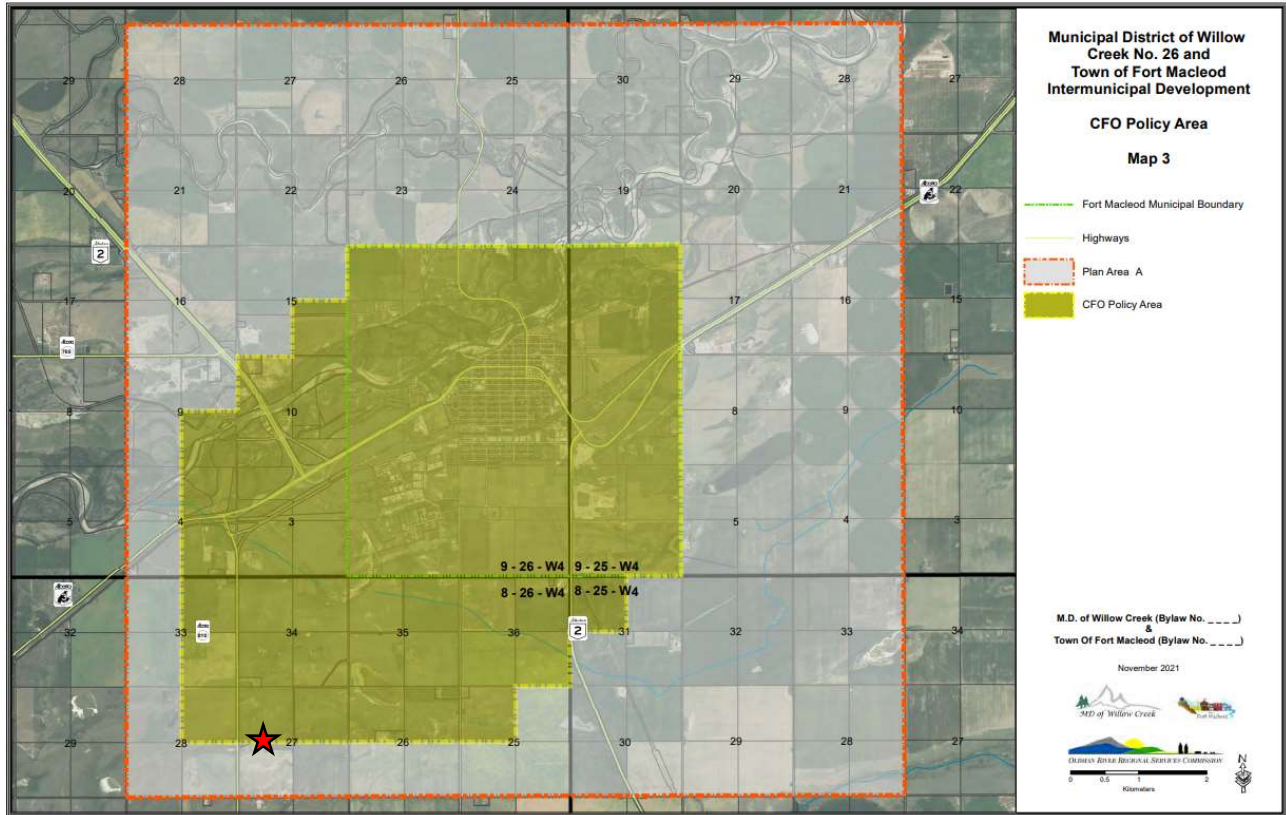 Municipal District of Willow
Creek No. 26 and
Town of Fort Macleod
Intermunicipal Development
CFO Policy Area
Map 3
Fort Macleod Municipal Boundary
Highways
Plan Area A
CFO Policy Area
29 28 27 26 25 30 29 28 27
20 21 22 23 24 19 20 21 22
2
17 16 15 17 16 15
8 9 10 8 9 10
5 4 3 5 4 3
9 - 26 - W4 9 - 25 - W4
8 - 26 - W4 8 - 25 - W4
32 33 34 35 36 31 32 33 34
2
29 28 27 26 25 30 29 28 27
M.D. of Willow Creek (Bylaw No. _ _ _ _)
&
Town Of Fort Macleod (Bylaw No. _ _ _ _)
November 2021
MD of Willow Creek
Fort Macleod
OLDMAN RIVER REGIONAL SERVICES COMMISSION
N
0 0.5 1 2
Kilometers